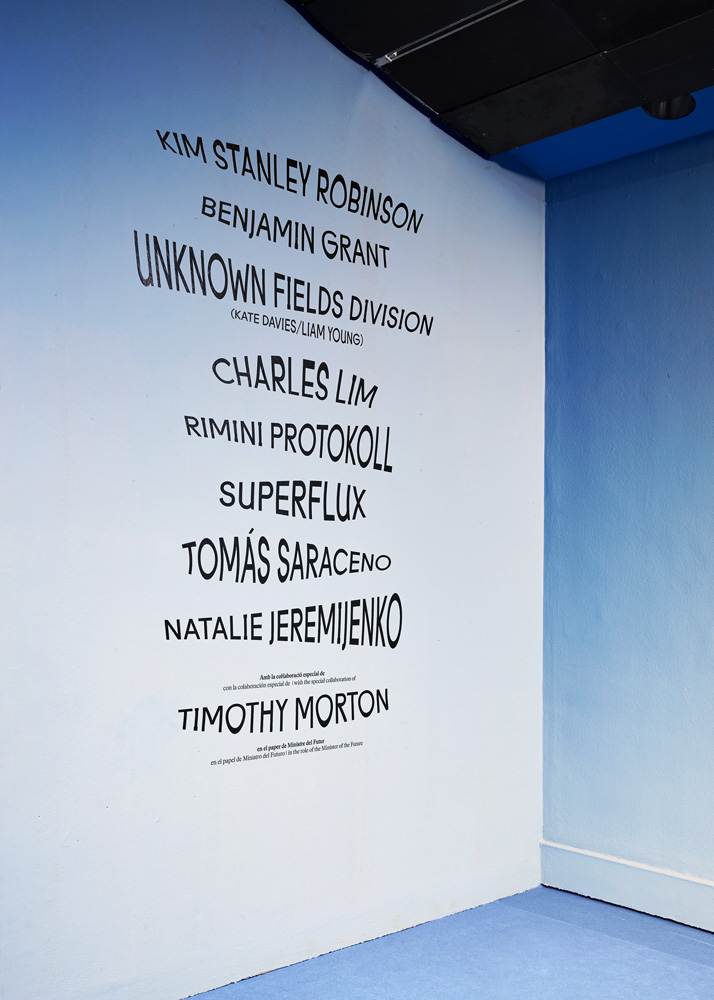 KIM STANLEY ROBINSON
BENJAMIN GRANT
UNKNOWN FIELDS DIVISION
(KATE DAVIES/LIAM YOUNG)
CHARLES LIM
RIMINI PROTOKOLL
SUPERFLUX
TOMÁS SARACENO
NATALIE JEREMIJENKO
Amb la col·laboració especial de
con la colaboración especial de | with the special collaboration of
TIMOTHY MORTON
en el paper de Ministre del Futur
en el papel de Ministro del Futuro | in the role of the Minister of the Future